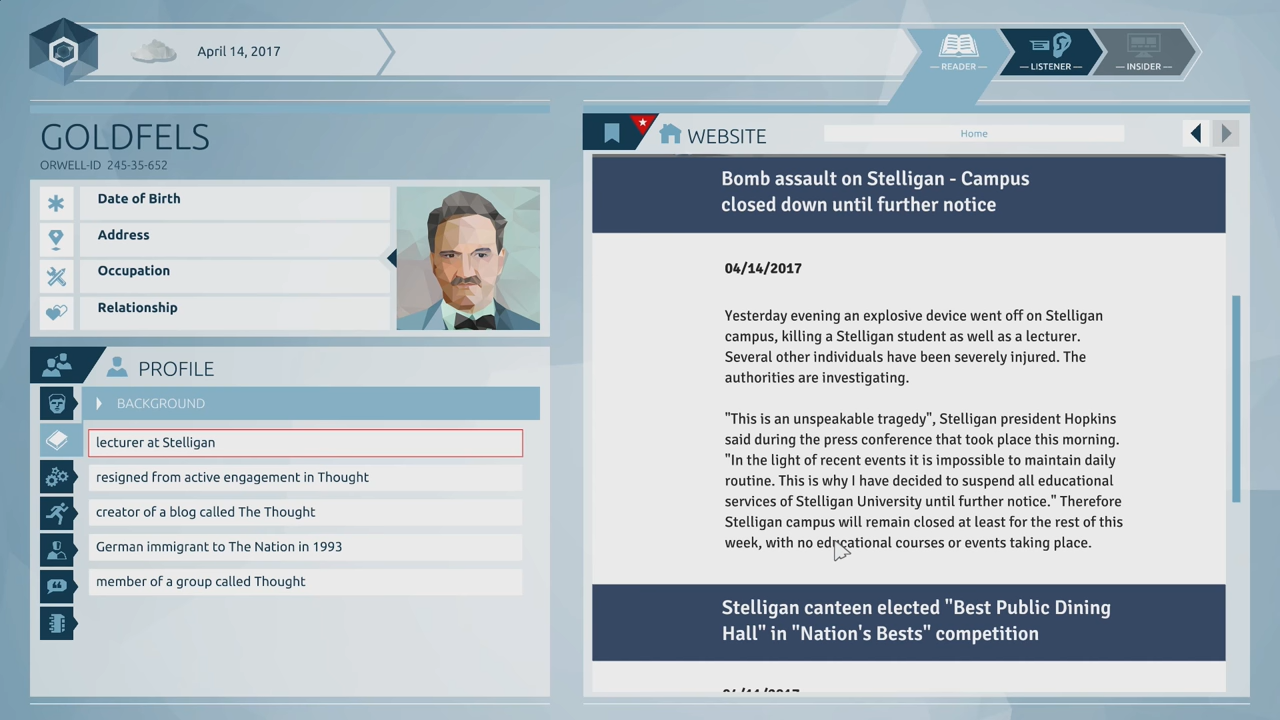 April 14, 2017
— READER —
— LISTENER —
— INSIDER —
GOLDFELS
ORWELL-ID 245-35-652
Date of Birth
Address
Occupation
Relationship
PROFILE
BACKGROUND
lecturer at Stelligan
resigned from active engagement in Thought
creator of a blog called The Thought
German immigrant to The Nation in 1993
member of a group called Thought
WEBSITE
Home
Bomb assault on Stelligan - Campus
closed down until further notice
04/14/2017
Yesterday evening an explosive device went off on Stelligan
campus, killing a Stelligan student as well as a lecturer.
Several other individuals have been severely injured. The
authorities are investigating.
"This is an unspeakable tragedy", Stelligan president Hopkins
said during the press conference that took place this morning.
"In the light of recent events it is impossible to maintain daily
routine. This is why I have decided to suspend all educational
services of Stelligan University until further notice." Therefore
Stelligan campus will remain closed at least for the rest of this
week, with no educational courses or events taking place.
Stelligan canteen elected "Best Public Dining
Hall" in "Nation's Bests" competition